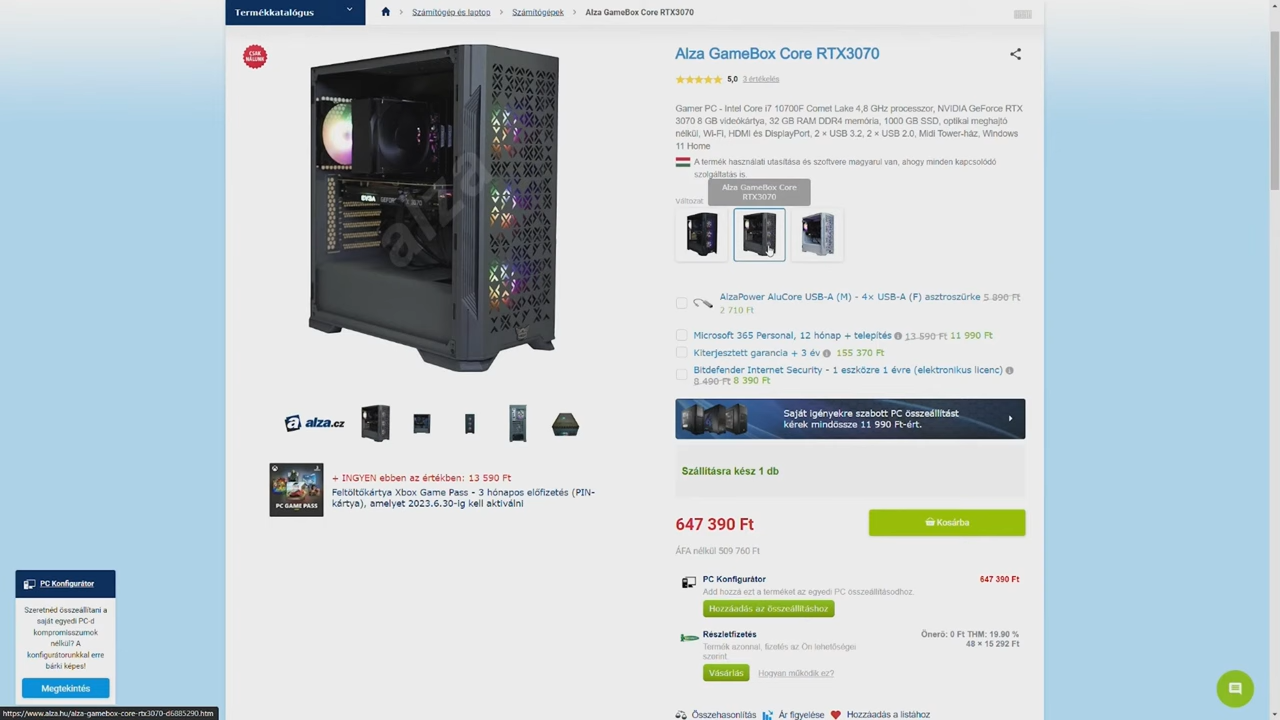 Termékkatalógus
Számítógép és laptop
Számítógépek
Alza GameBox Core RTX3070
CSAK NÁLUNK
Alza GameBox Core RTX3070
5,0 3 értékelés
Gamer PC - Intel Core i7 10700F Comet Lake 4,8 GHz processzor, NVIDIA GeForce RTX
3070 8 GB videókártya, 32 GB RAM DDR4 memória, 1000 GB SSD, optikai meghajtó
nélkül, Wi-Fi, HDMI és DisplayPort, 2 × USB 3.2, 2 × USB 2.0, Midi Tower-ház, Windows
11 Home
A termék használati utasítása és szoftvere magyarul van, ahogy minden kapcsolódó
szolgáltatás is.
Alza GameBox Core
RTX3070
Változat:
EVGA GEFORCE RTX 3070
alza
AlzaPower AluCore USB-A (M) - 4× USB-A (F) asztroszürke 5 890 Ft
2 710 Ft
Microsoft 365 Personal, 12 hónap + telepítés 13 590 Ft 11 990 Ft
Kiterjesztett garancia + 3 év 155 370 Ft
Bitdefender Internet Security - 1 eszközre 1 évre (elektronikus licenc)
8 490 Ft 8 390 Ft
Saját igényekre szabott PC összeállítást
kérek mindössze 11 990 Ft-ért.
alza.cz
Szállításra kész 1 db
PC GAME PASS
+ INGYEN ebben az értékben: 13 590 Ft
Feltöltőkártya Xbox Game Pass - 3 hónapos előfizetés (PIN-
kártya), amelyet 2023.6.30-ig kell aktiválni
647 390 Ft
Kosárba
ÁFA nélkül 509 760 Ft
PC Konfigurátor
647 390 Ft
Add hozzá ezt a terméket az egyedi PC összeállításodhoz.
Hozzáadás az összeállításhoz
Részletfizetés
Önerő: 0 Ft THM: 19.90 %
48 × 15 292 Ft
Termék azonnal, fizetés az Ön lehetőségei
szerint.
Vásárlás
Hogyan működik ez?
Összehasonlítás
Ár figyelése
Hozzáadás a listához
PC Konfigurátor
Szeretnéd összeállítani a
saját egyedi PC-d
kompromisszumok
nélkül? A
konfigurátorunkkal erre
bárki képes!
Megtekintés
https://www.alza.hu/alza-gamebox-core-rtx3070-d6885290.htm